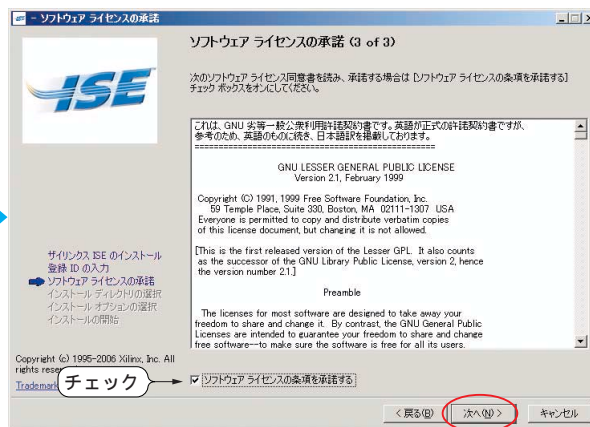 - ソフトウェア ライセンスの承諾
ISE
ソフトウェア ライセンスの承諾 (3 of 3)
次のソフトウェア ライセンス同意書を読み、承諾する場合は [ソフトウェア ライセンスの条項を承諾する]
チェック ボックスをオンにしてください。
これは、GNU 劣等一般公衆利用許諾契約書です。英語が正式の許諾契約書ですが、
参考のため、英語のものに続き、日本語訳を掲載しております。
================================================
GNU LESSER GENERAL PUBLIC LICENSE
Version 2.1, February 1999
Copyright (C) 1991, 1999 Free Software Foundation, Inc.
59 Temple Place, Suite 330, Boston, MA 02111-1307 USA
Everyone is permitted to copy and distribute verbatim copies
of this license document, but changing it is not allowed.
[This is the first released version of the Lesser GPL. It also counts
as the successor of the GNU Library Public License, version 2, hence
the version number 2.1.]
Preamble
The licenses for most software are designed to take away your
freedom to share and change it. By contrast, the GNU General Public
Licenses are intended to guarantee your freedom to share and change
free software--to make sure the software is free for all its users.
ザイリンクス ISE のインストール
登録 ID の入力
ソフトウェア ライセンスの承諾
インストール ディレクトリの選択
インストール オプションの選択
インストールの開始
Copyright (c) 1995-2006 Xilinx, Inc. All
rights rese
Trademark
チェック
ソフトウェア ライセンスの条項を承諾する
< 戻る(B)
次へ(N) >
キャンセル